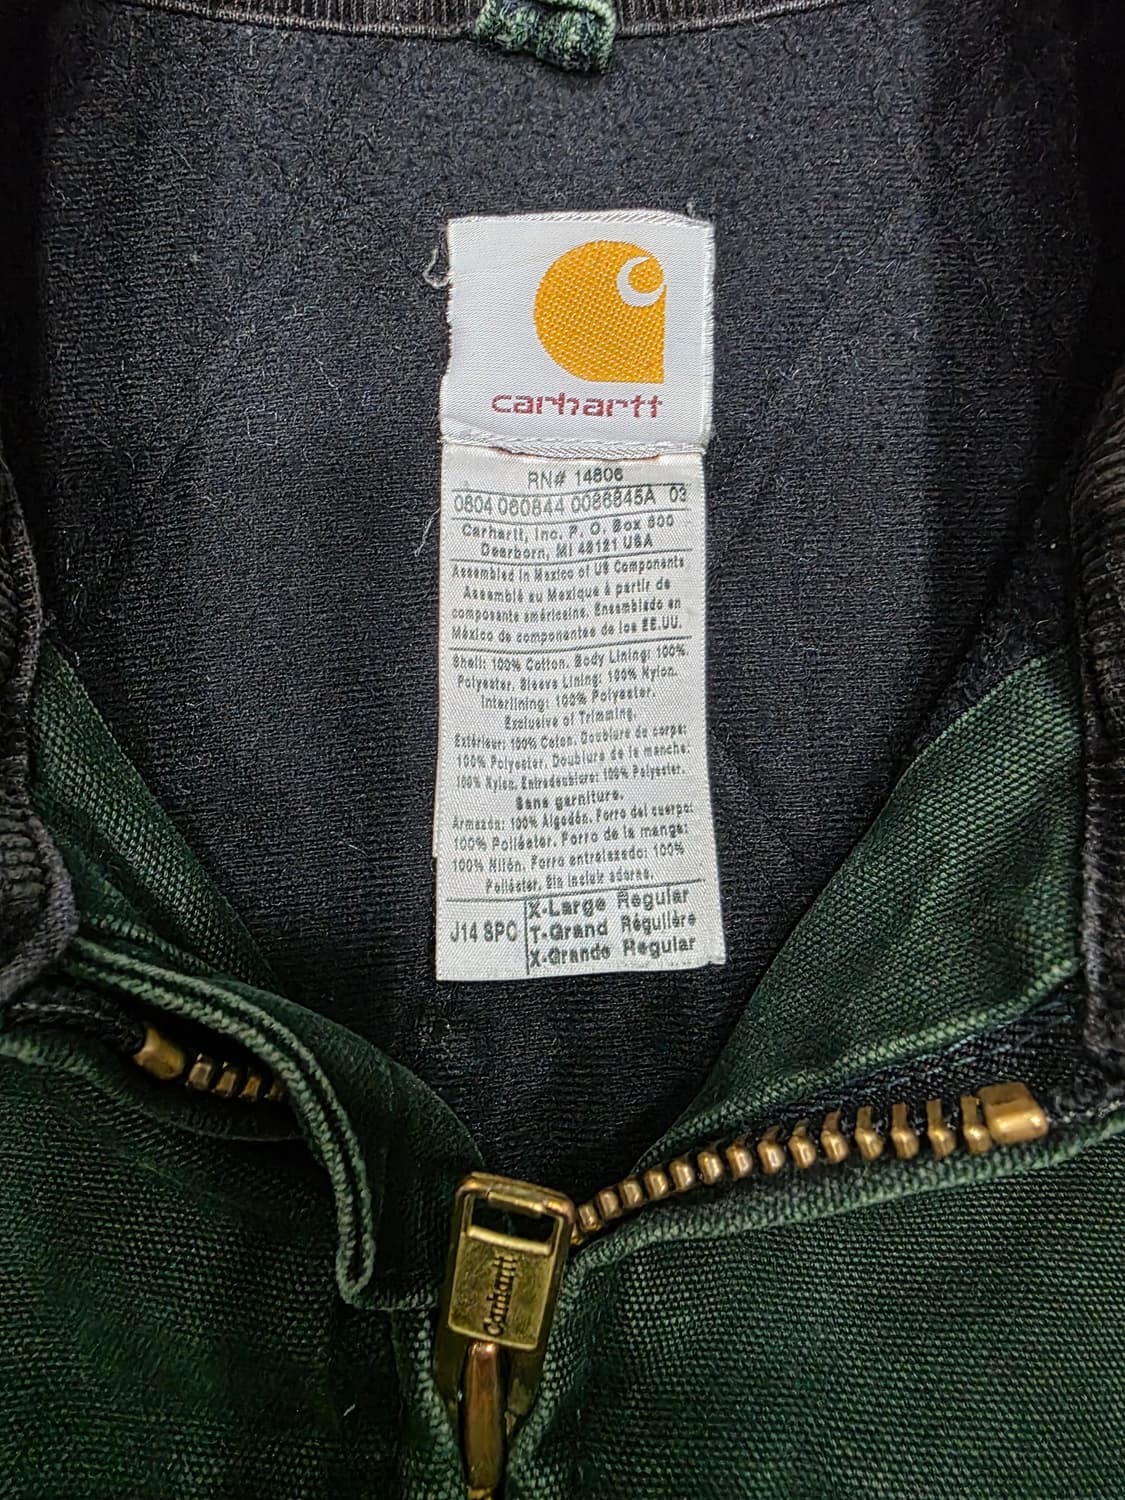 carhartt
RN# 14806
0804 060844 0086845A 03
Carhartt, Inc. P. O. Box 600
Dearborn, MI 48121 USA
Assembled in Mexico of US Components
Assemblé au Mexique à partir de
composants américains. Ensamblado en
México de componentes de los EE.UU.
Shell: 100% Cotton. Body Lining: 100%
Polyester. Sleeve Lining: 100% Nylon.
Interlining: 100% Polyester.
Exclusive of Trimming.
Extérieur: 100% Coton. Doublure de corps:
100% Polyester. Doublure de la manche:
100% Nylon. Entredoublure: 100% Polyester.
Sans garniture.
Armazón: 100% Algodón. Forro del cuerpo:
100% Poliéster. Forro de la manga:
100% Nilón. Forro entrelazado: 100%
Poliéster. Sin incluir adorno.
J14 SPC
X-Large Regular
T-Grand Régulière
X-Grande Regular
Carhartt